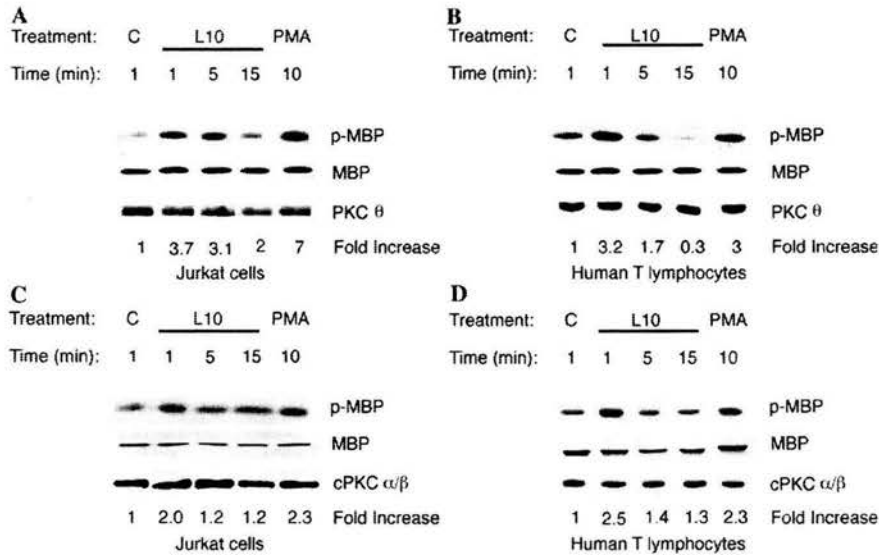 A
Treatment: C L10 PMA
Time (min): 1 1 5 15 10
p-MBP
MBP
PKC θ
1 3.7 3.1 2 7 Fold Increase
Jurkat cells
B
Treatment: C L10 PMA
Time (min): 1 1 5 15 10
p-MBP
MBP
PKC θ
1 3.2 1.7 0.3 3 Fold Increase
Human T lymphocytes
C
Treatment: C L10 PMA
Time (min): 1 1 5 15 10
p-MBP
MBP
cPKC α/β
1 2.0 1.2 1.2 2.3 Fold Increase
Jurkat cells
D
Treatment: C L10 PMA
Time (min): 1 1 5 15 10
p-MBP
MBP
cPKC α/β
1 2.5 1.4 1.3 2.3 Fold Increase
Human T lymphocytes